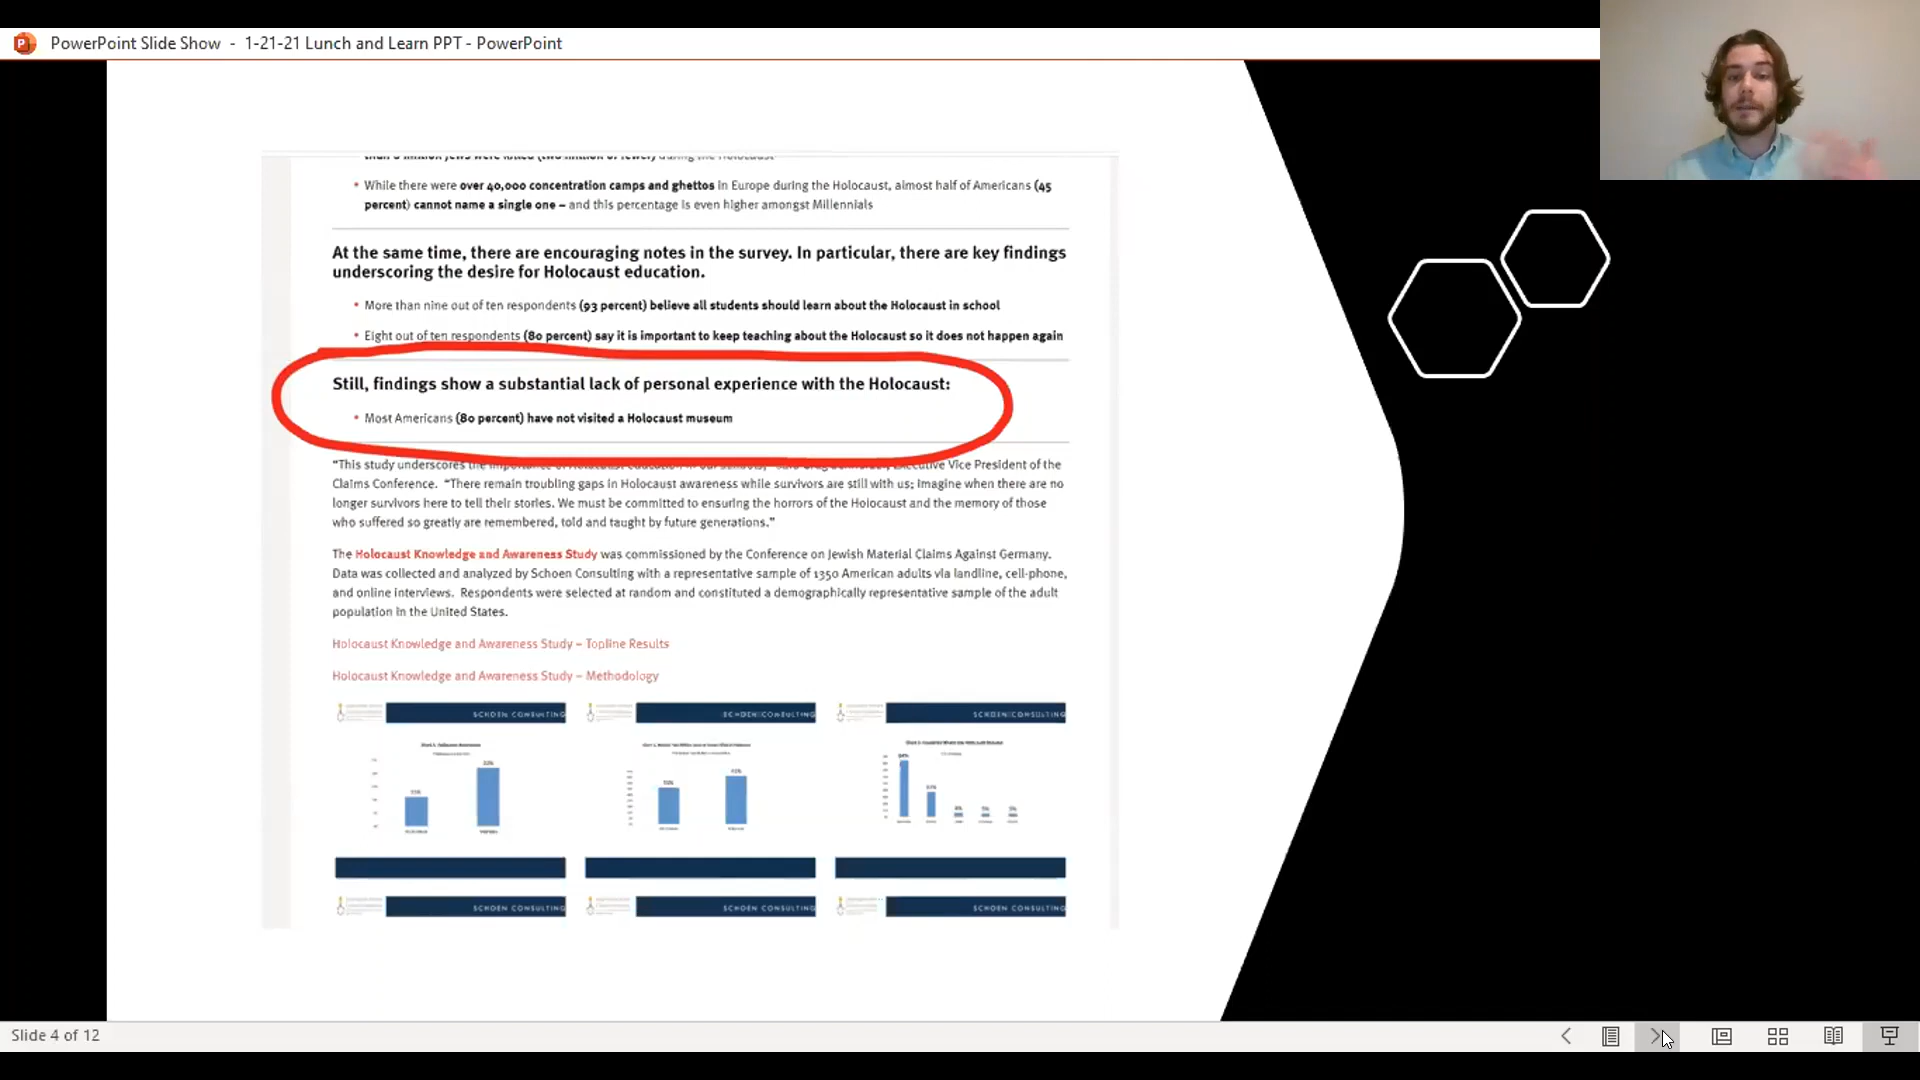 PowerPoint Slide Show - 1-21-21 Lunch and Learn PPT - PowerPoint
• While there were over 40,000 concentration camps and ghettos in Europe during the Holocaust, almost half of Americans (45
percent) cannot name a single one – and this percentage is even higher amongst Millennials
At the same time, there are encouraging notes in the survey. In particular, there are key findings
underscoring the desire for Holocaust education.
• More than nine out of ten respondents (93 percent) believe all students should learn about the Holocaust in school
• Eight out of ten respondents (80 percent) say it is important to keep teaching about the Holocaust so it does not happen again
Still, findings show a substantial lack of personal experience with the Holocaust:
• Most Americans (80 percent) have not visited a Holocaust museum
“This study underscores the Vice President of the
Claims Conference. “There remain troubling gaps in Holocaust awareness while survivors are still with us; imagine when there are no
longer survivors here to tell their stories. We must be committed to ensuring the horrors of the Holocaust and the memory of those
who suffered so greatly are remembered, told and taught by future generations.”
The Holocaust Knowledge and Awareness Study was commissioned by the Conference on Jewish Material Claims Against Germany.
Data was collected and analyzed by Schoen Consulting with a representative sample of 1350 American adults via landline, cell-phone,
and online interviews. Respondents were selected at random and constituted a demographically representative sample of the adult
population in the United States.
Holocaust Knowledge and Awareness Study – Topline Results
Holocaust Knowledge and Awareness Study – Methodology
SCHOEN CONSULTING SCHOEN CONSULTING SCHOEN CONSULTING
SCHOEN CONSULTING SCHOEN CONSULTING SCHOEN CONSULTING
Slide 4 of 12